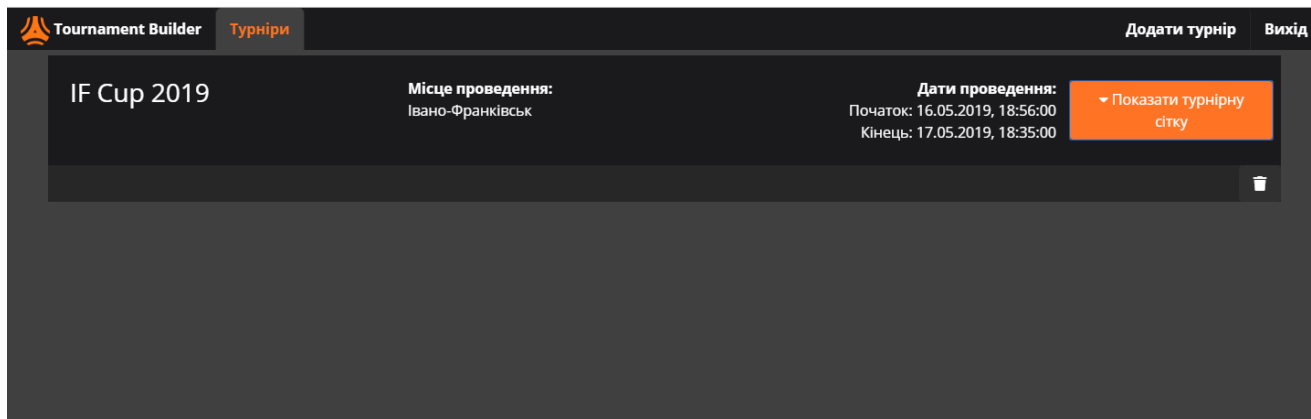 Tournament Builder Турніри Додати турнір Вихід
IF Cup 2019
Місце проведення:
Івано-Франківськ
Дати проведення:
Початок: 16.05.2019, 18:56:00
Кінець: 17.05.2019, 18:35:00
Показати турнірну
сітку